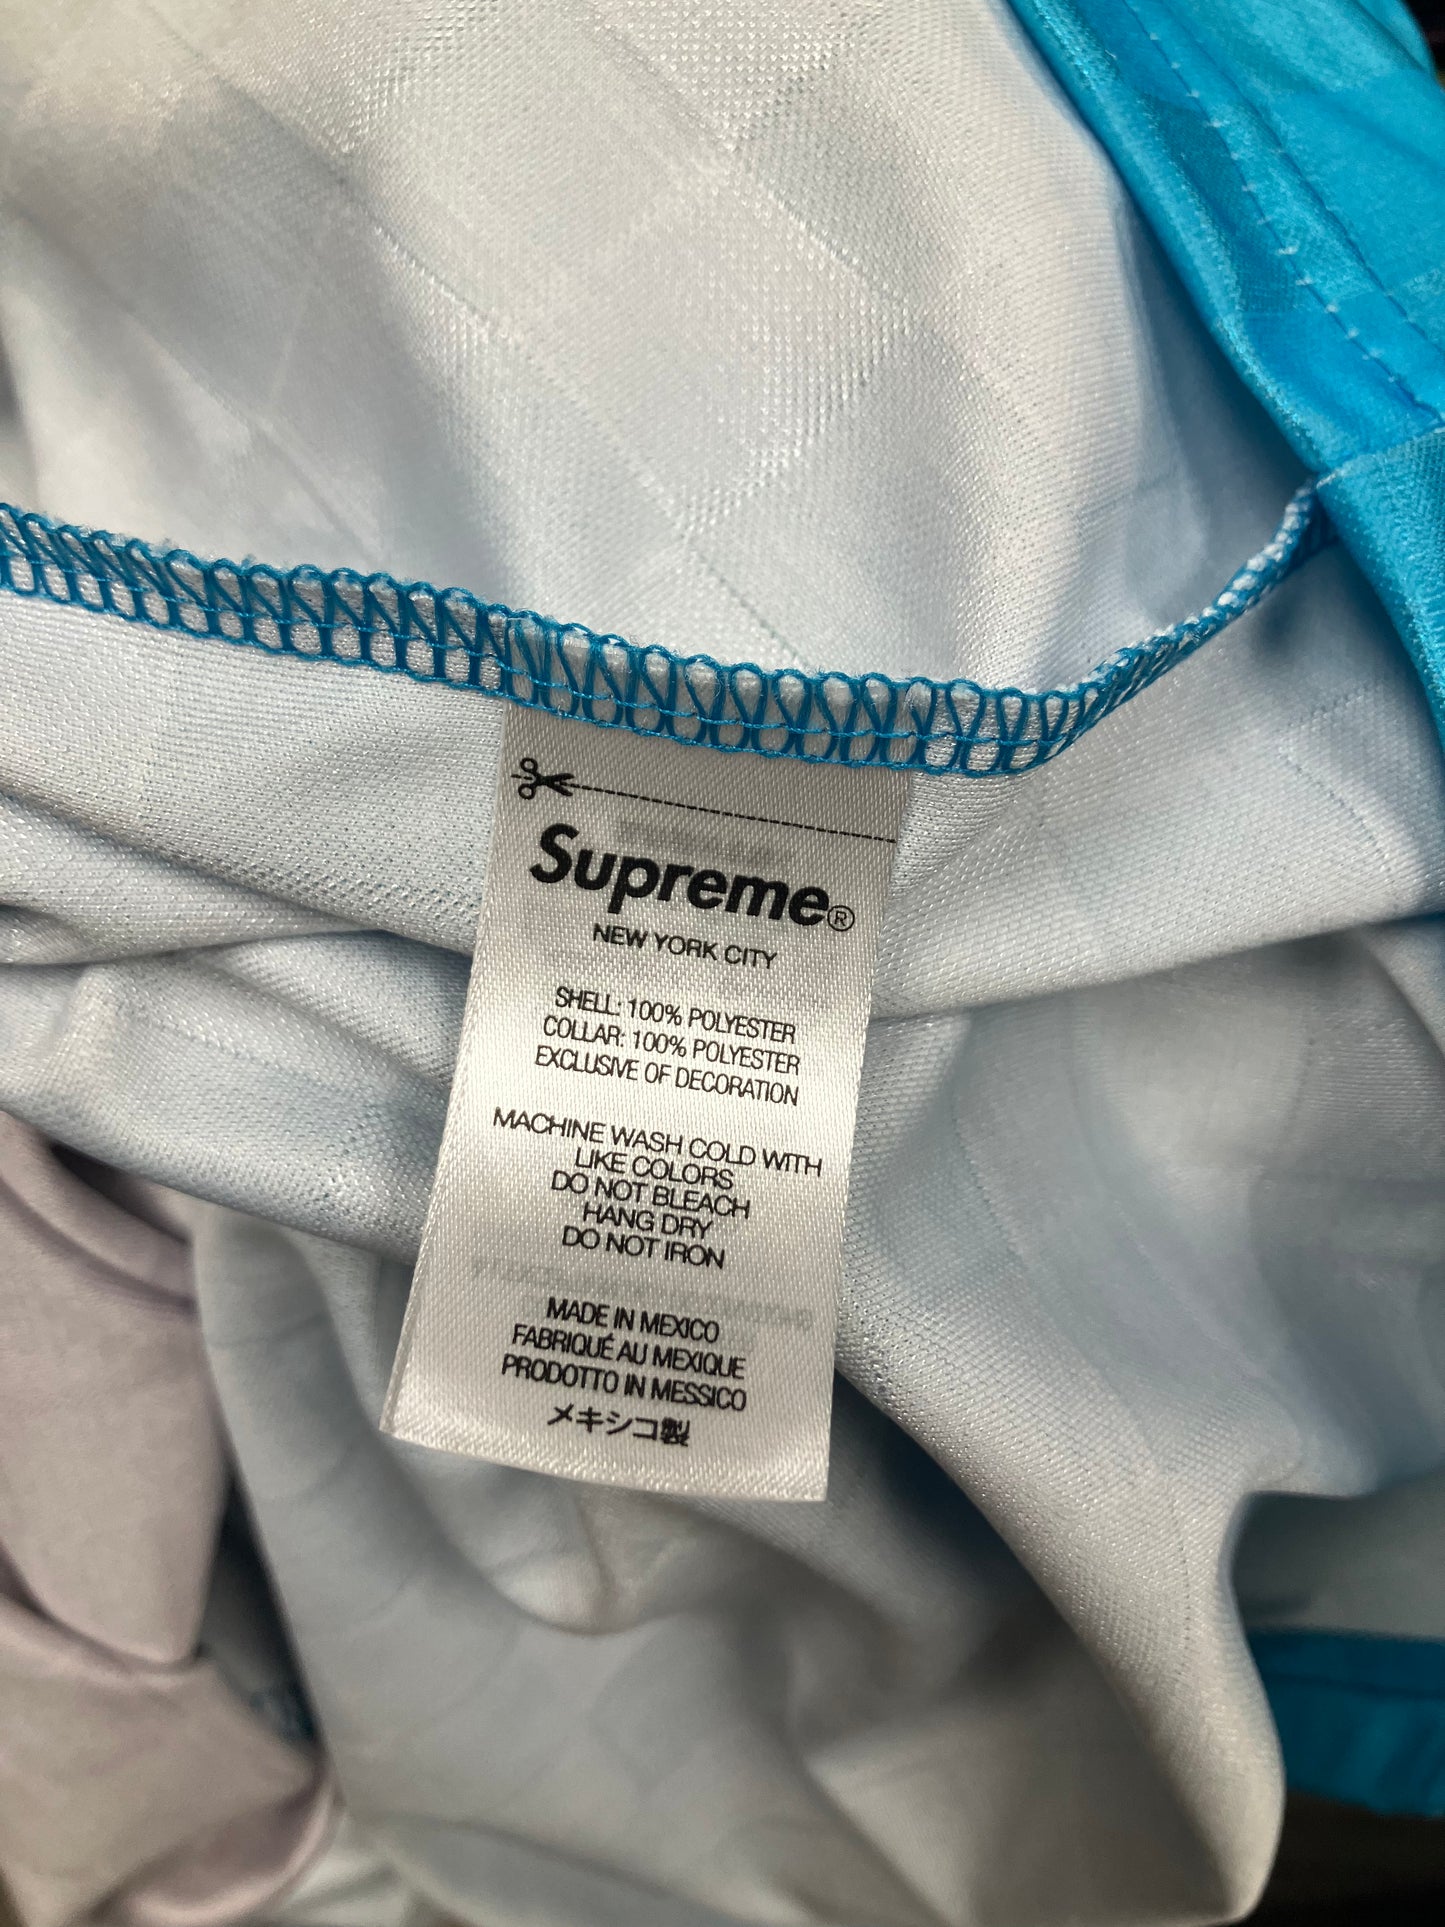 Supreme®
NEW YORK CITY
SHELL: 100% POLYESTER
COLLAR: 100% POLYESTER
EXCLUSIVE OF DECORATION
MACHINE WASH COLD WITH
LIKE COLORS
DO NOT BLEACH
HANG DRY
DO NOT IRON
MADE IN MEXICO
FABRIQUÉ AU MEXIQUE
PRODOTTO IN MESSICO
メキシコ製